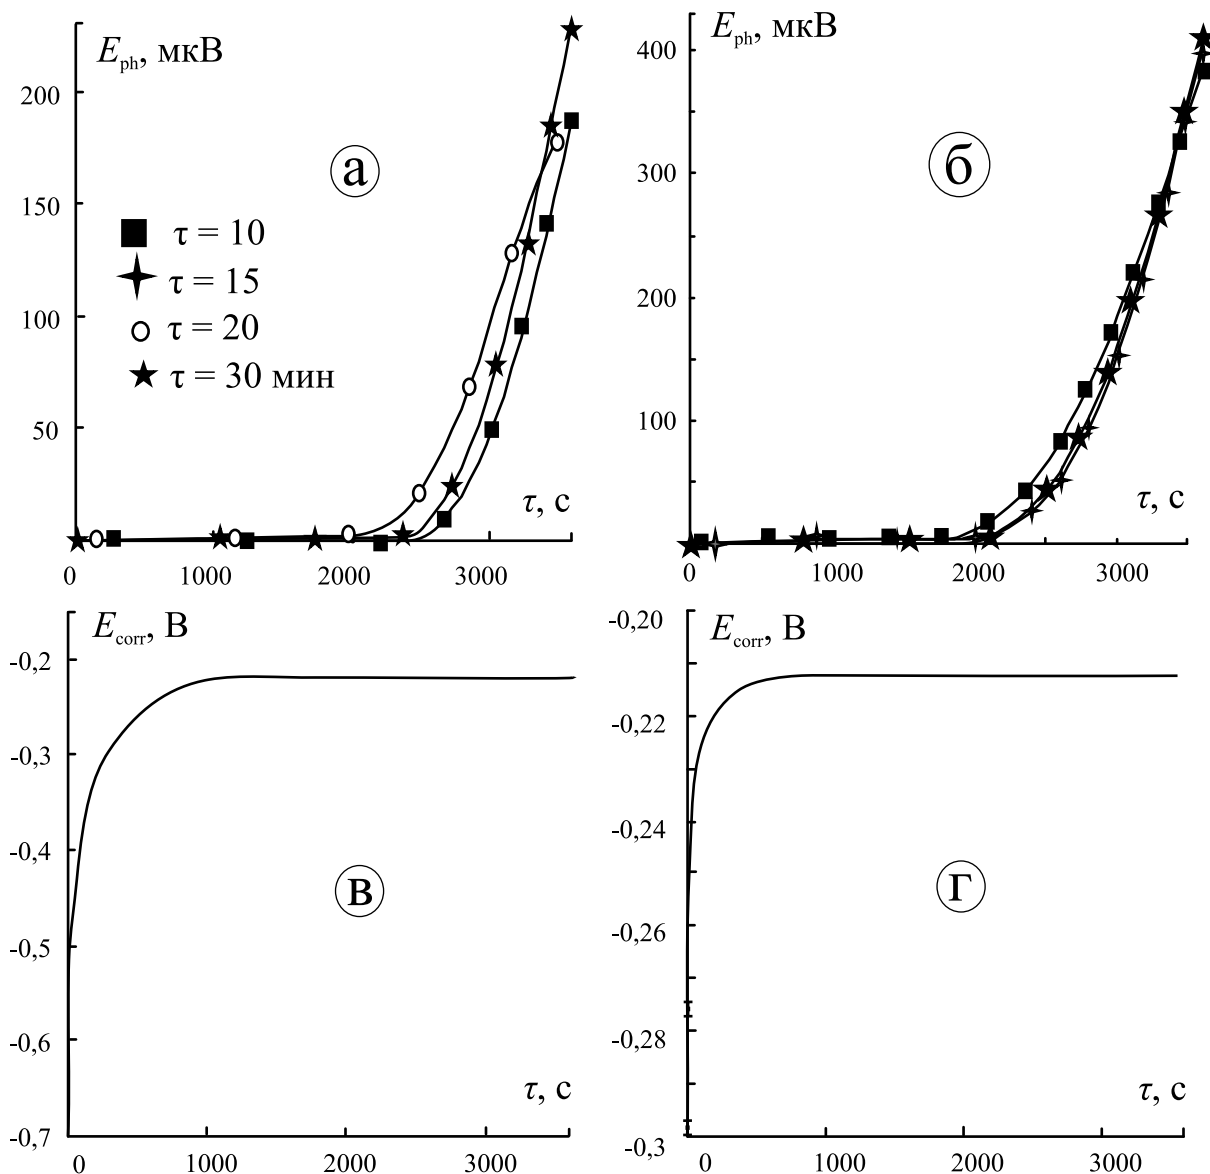 E_ph, мкВ
200
150
100
50
а
τ = 10
τ = 15
τ = 20
τ = 30 мин
τ, с
0 1000 2000 3000
E_ph, мкВ
400
300
200
100
б
τ, с
0 1000 2000 3000
E_corr, В
-0,2
-0,3
-0,4
-0,5
-0,6
-0,7
в
τ, с
0 1000 2000 3000
E_corr, В
-0,20
-0,22
-0,24
-0,26
-0,28
-0,3
г
τ, с
0 1000 2000 3000